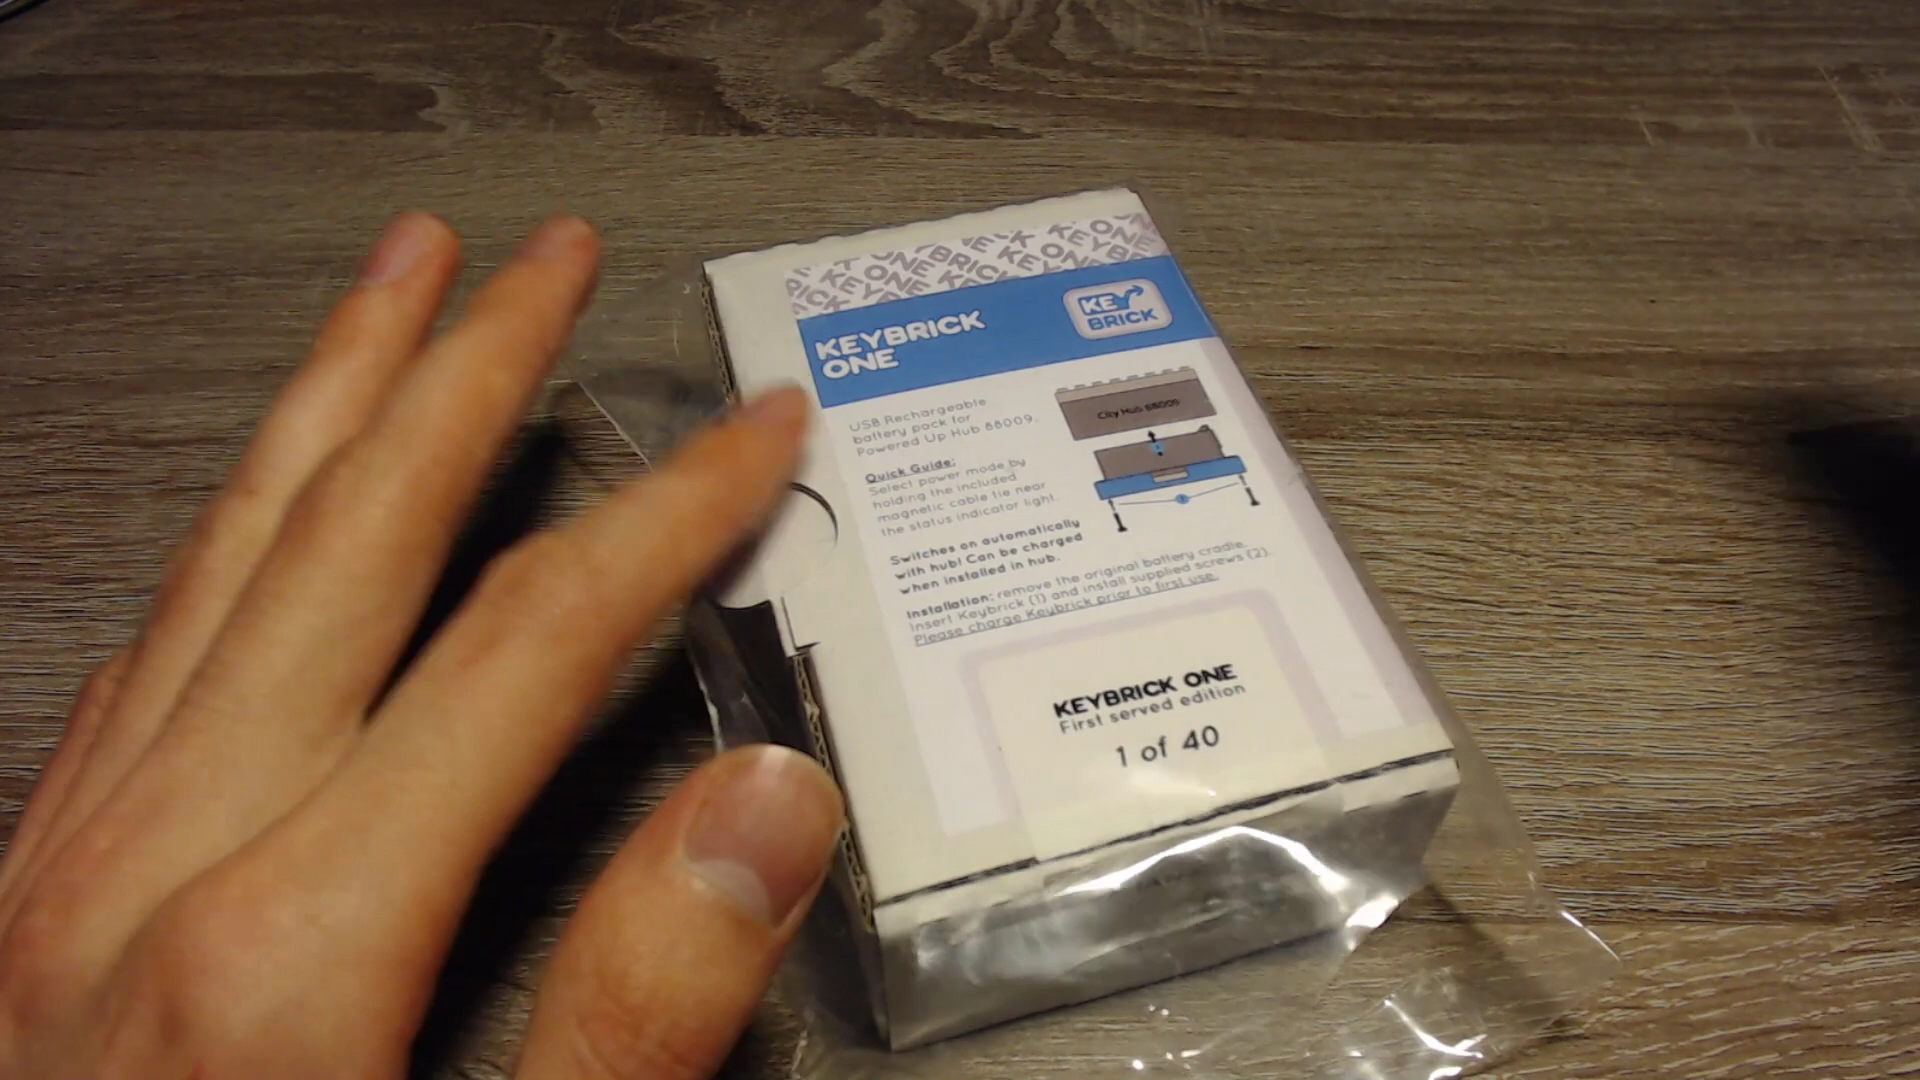 KEYBRICK
ONE
KEY
BRICK
USB Rechargeable
battery pack for
Powered Up Hub 88009.
City Hub 88009
Quick Guide:
Select power mode by
holding the included
magnetic cable tie near
the status indicator light.
Switches on automatically
with hub! Can be charged
when installed in hub.
Installation: remove the original battery cradle.
Insert Keybrick (1) and install supplied screws (2).
Please charge Keybrick prior to first use.
KEYBRICK ONE
First served edition
1 of 40